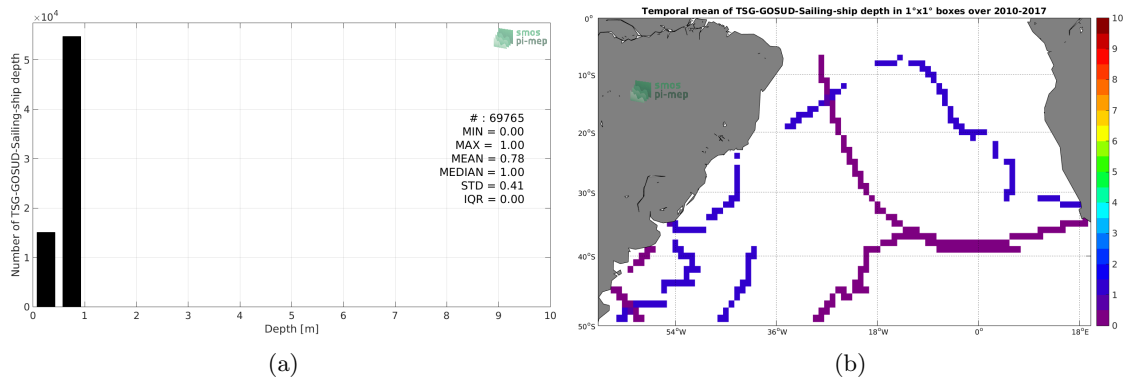 ×10⁴
5
4
3
2
1
0
Number of TSG-GOSUD-Sailing-ship depth
smos
pi-mep
# : 69765
MIN = 0.00
MAX = 1.00
MEAN = 0.78
MEDIAN = 1.00
STD = 0.41
IQR = 0.00
0 1 2 3 4 5 6 7 8 9 10
Depth [m]
(a)
Temporal mean of TSG-GOSUD-Sailing-ship depth in 1°x1° boxes over 2010-2017
0°
10°S
20°S
30°S
40°S
50°S
smos
pi-mep
54°W 36°W 18°W 0° 18°E
10
9
8
7
6
5
4
3
2
1
0
(b)